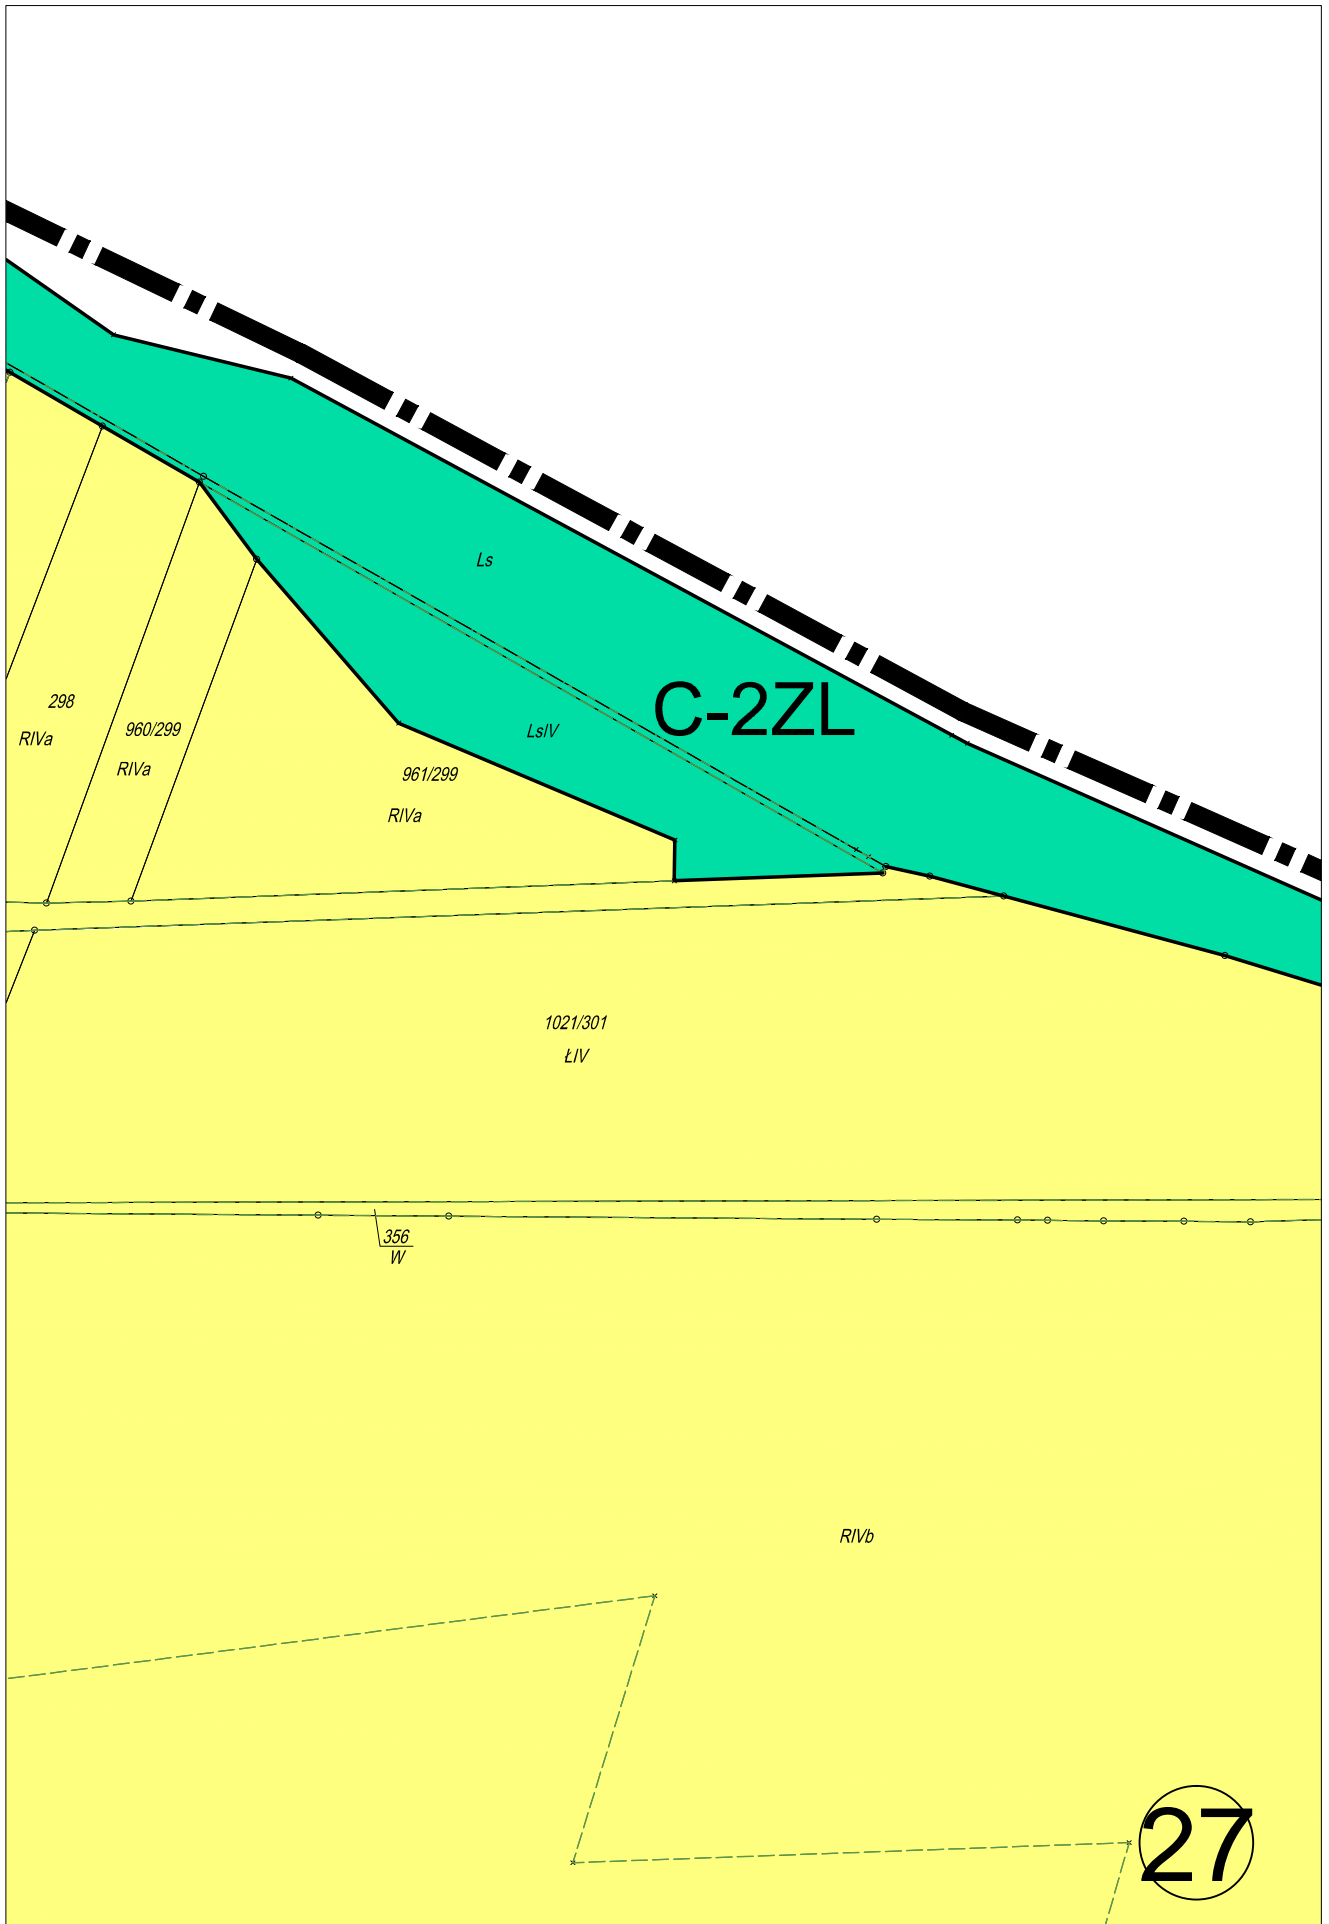 Ls
C-2ZL
298
RIVa
960/299
RIVa
LsIV
961/299
RIVa
1021/301
ŁIV
356
W
RIVb
27